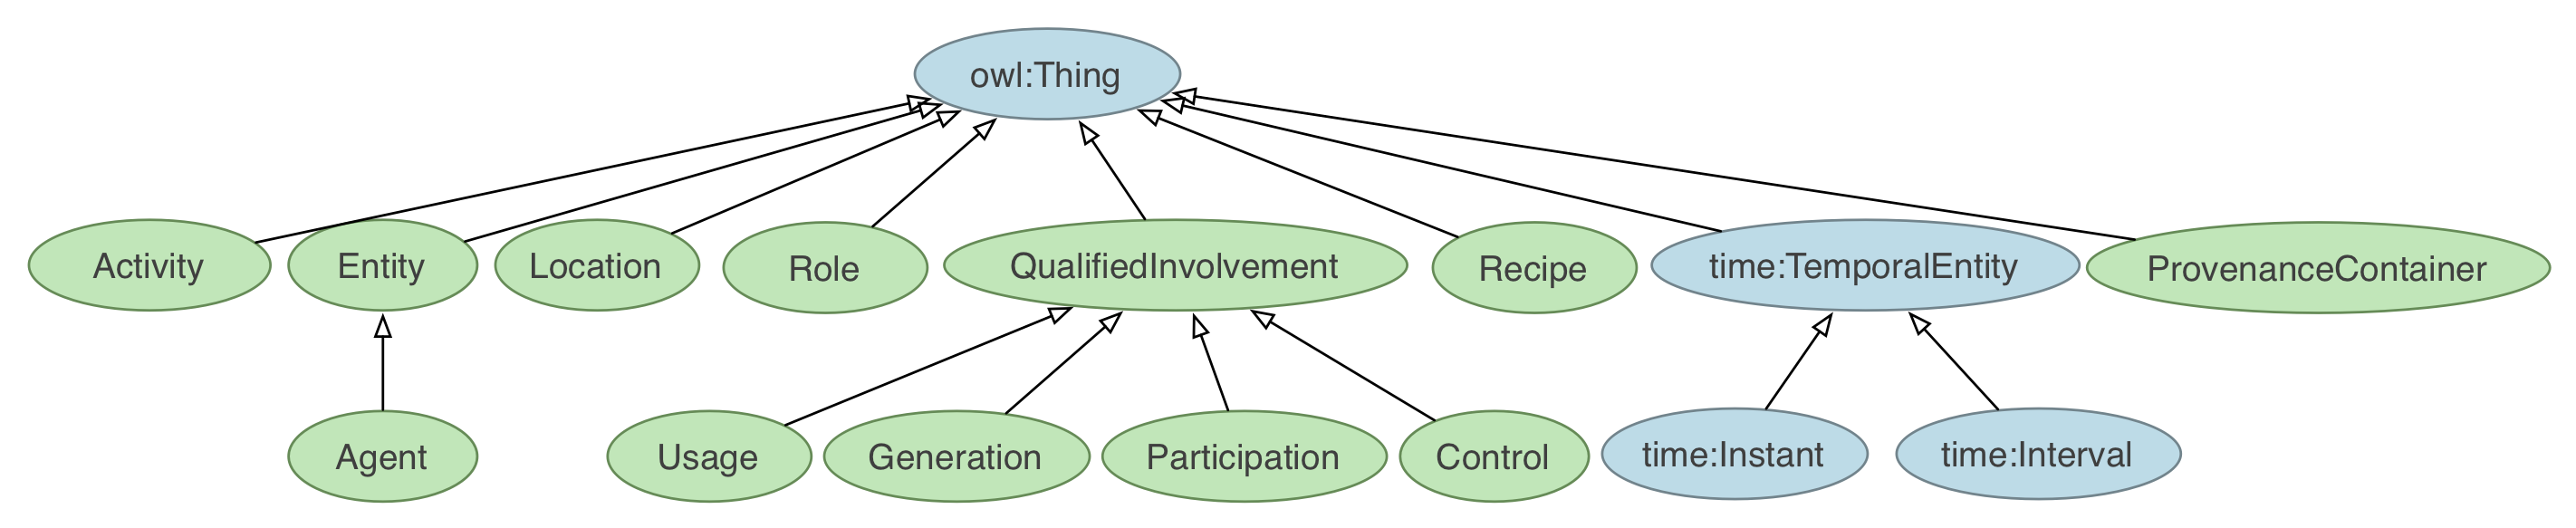 owl:Thing
Activity
Entity
Location
Role
QualifiedInvolvement
Recipe
time:TemporalEntity
ProvenanceContainer
Agent
Usage
Generation
Participation
Control
time:Instant
time:Interval